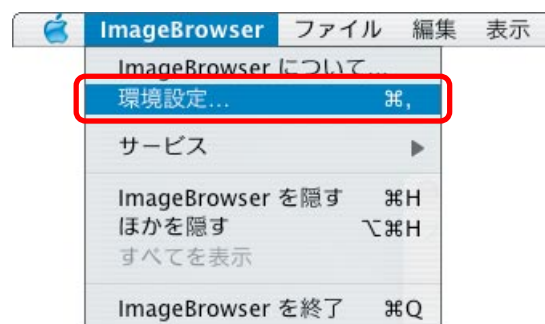 ImageBrowser ファイル 編集 表示
ImageBrowser について...
環境設定... ⌘,
サービス ▶
ImageBrowser を隠す ⌘H
ほかを隠す ⌥⌘H
すべてを表示
ImageBrowser を終了 ⌘Q